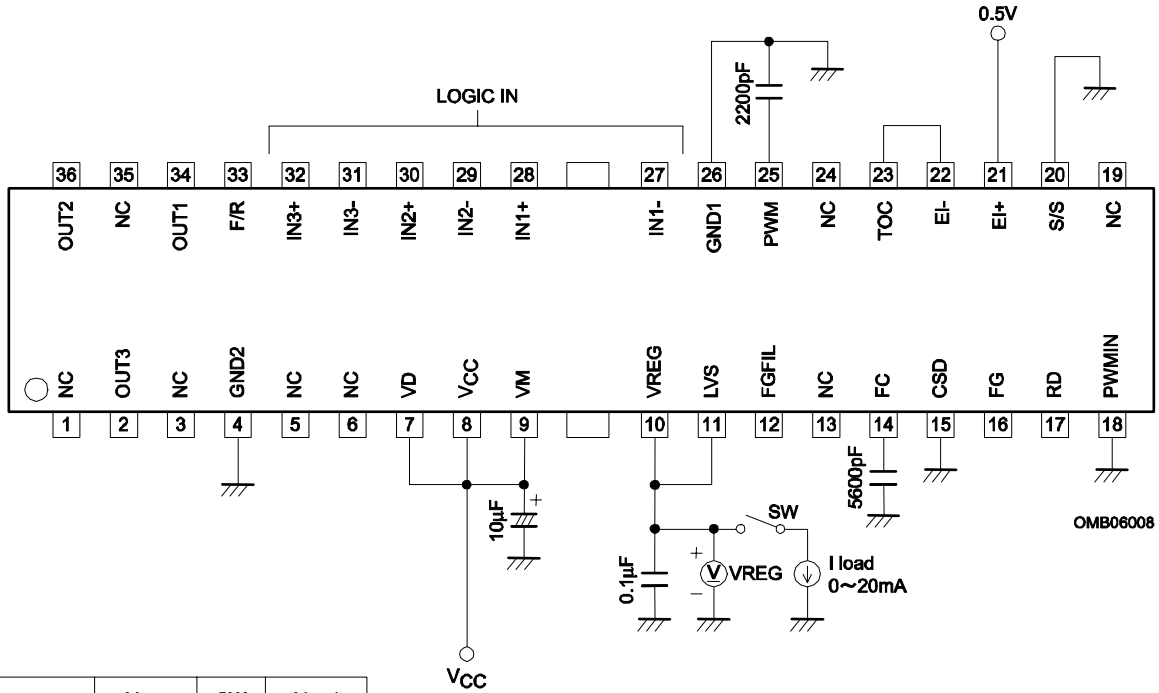 0.5V
LOGIC IN
2200pF
36 35 34 33 32 31 30 29 28 27 26 25 24 23 22 21 20 19
OUT2 NC OUT1 F/R IN3+ IN3- IN2+ IN2- IN1+ IN1- GND1 PWM NC TOC EI- EI+ S/S NC
NC OUT3 NC GND2 NC NC VD VCC VM VREG LVS FGFIL NC FC CSD FG RD PWMIN
1 2 3 4 5 6 7 8 9 10 11 12 13 14 15 16 17 18
10µF +
5600pF
SW
OMB06008
0.1µF
+ V − VREG
I load
0～20mA
VCC